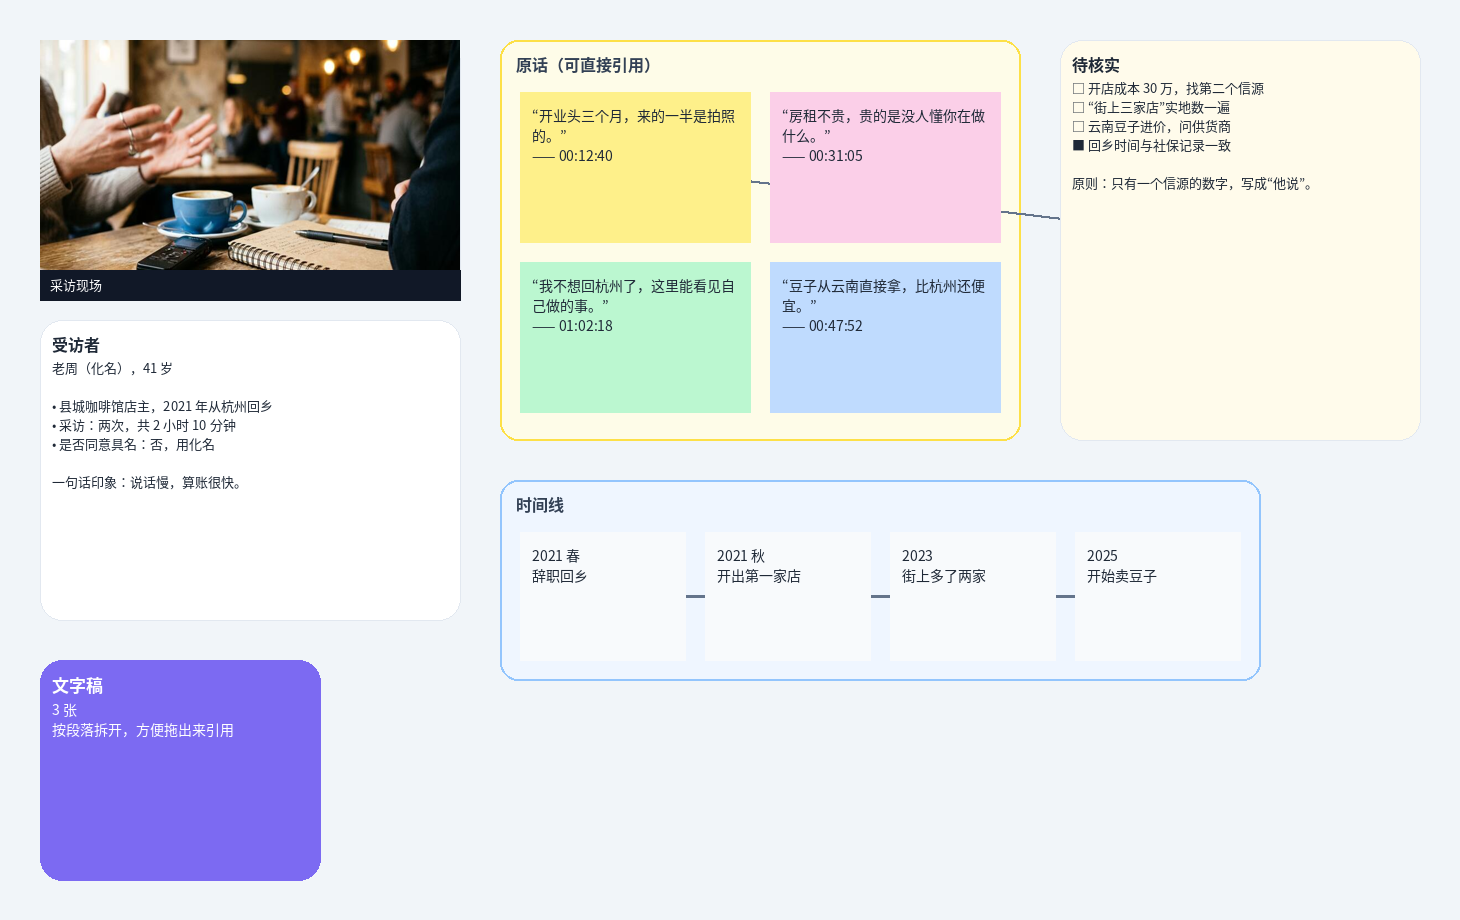 采访现场
受访者
老周（化名），41 岁
• 县城咖啡馆店主，2021 年从杭州回乡
• 采访：两次，共 2 小时 10 分钟
• 是否同意具名：否，用化名
一句话印象：说话慢，算账很快。
文字稿
3 张
按段落拆开，方便拖出来引用
原话（可直接引用）
“开业头三个月，来的一半是拍照
的。”
—— 00:12:40
“房租不贵，贵的是没人懂你在做
什么。”
—— 00:31:05
“我不想回杭州了，这里能看见自
己做的事。”
—— 01:02:18
“豆子从云南直接拿，比杭州还便
宜。”
—— 00:47:52
待核实
☐ 开店成本 30 万，找第二个信源
☐ “街上三家店”实地数一遍
☐ 云南豆子进价，问供货商
■ 回乡时间与社保记录一致
原则：只有一个信源的数字，写成“他说”。
时间线
2021 春
辞职回乡
2021 秋
开出第一家店
2023
街上多了两家
2025
开始卖豆子